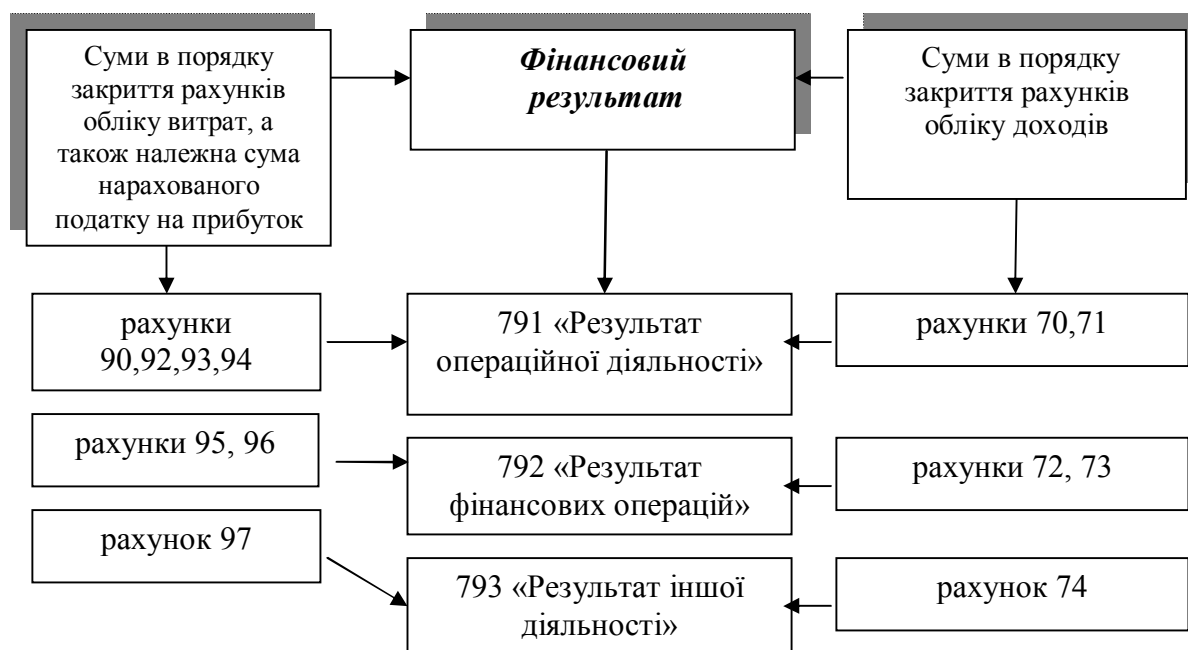 Суми в порядку
закриття рахунків
обліку витрат, а
також належна сума
нарахованого
податку на прибуток
Фінансовий
результат
Суми в порядку
закриття рахунків
обліку доходів
рахунки
90,92,93,94
791 «Результат
операційної діяльності»
рахунки 70,71
рахунки 95, 96
792 «Результат
фінансових операцій»
рахунки 72, 73
рахунок 97
793 «Результат іншої
діяльності»
рахунок 74